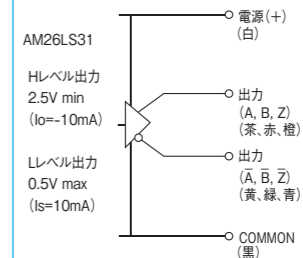 AM26LS31
Hレベル出力
2.5V min
(Io=-10mA)
Lレベル出力
0.5V max
(Is=10mA)
電源(+)
(白)
出力
(A, B, Z)
(茶、赤、橙)
出力
(A̅, B̅, Z̅)
(黄、緑、青)
COMMON
(黒)